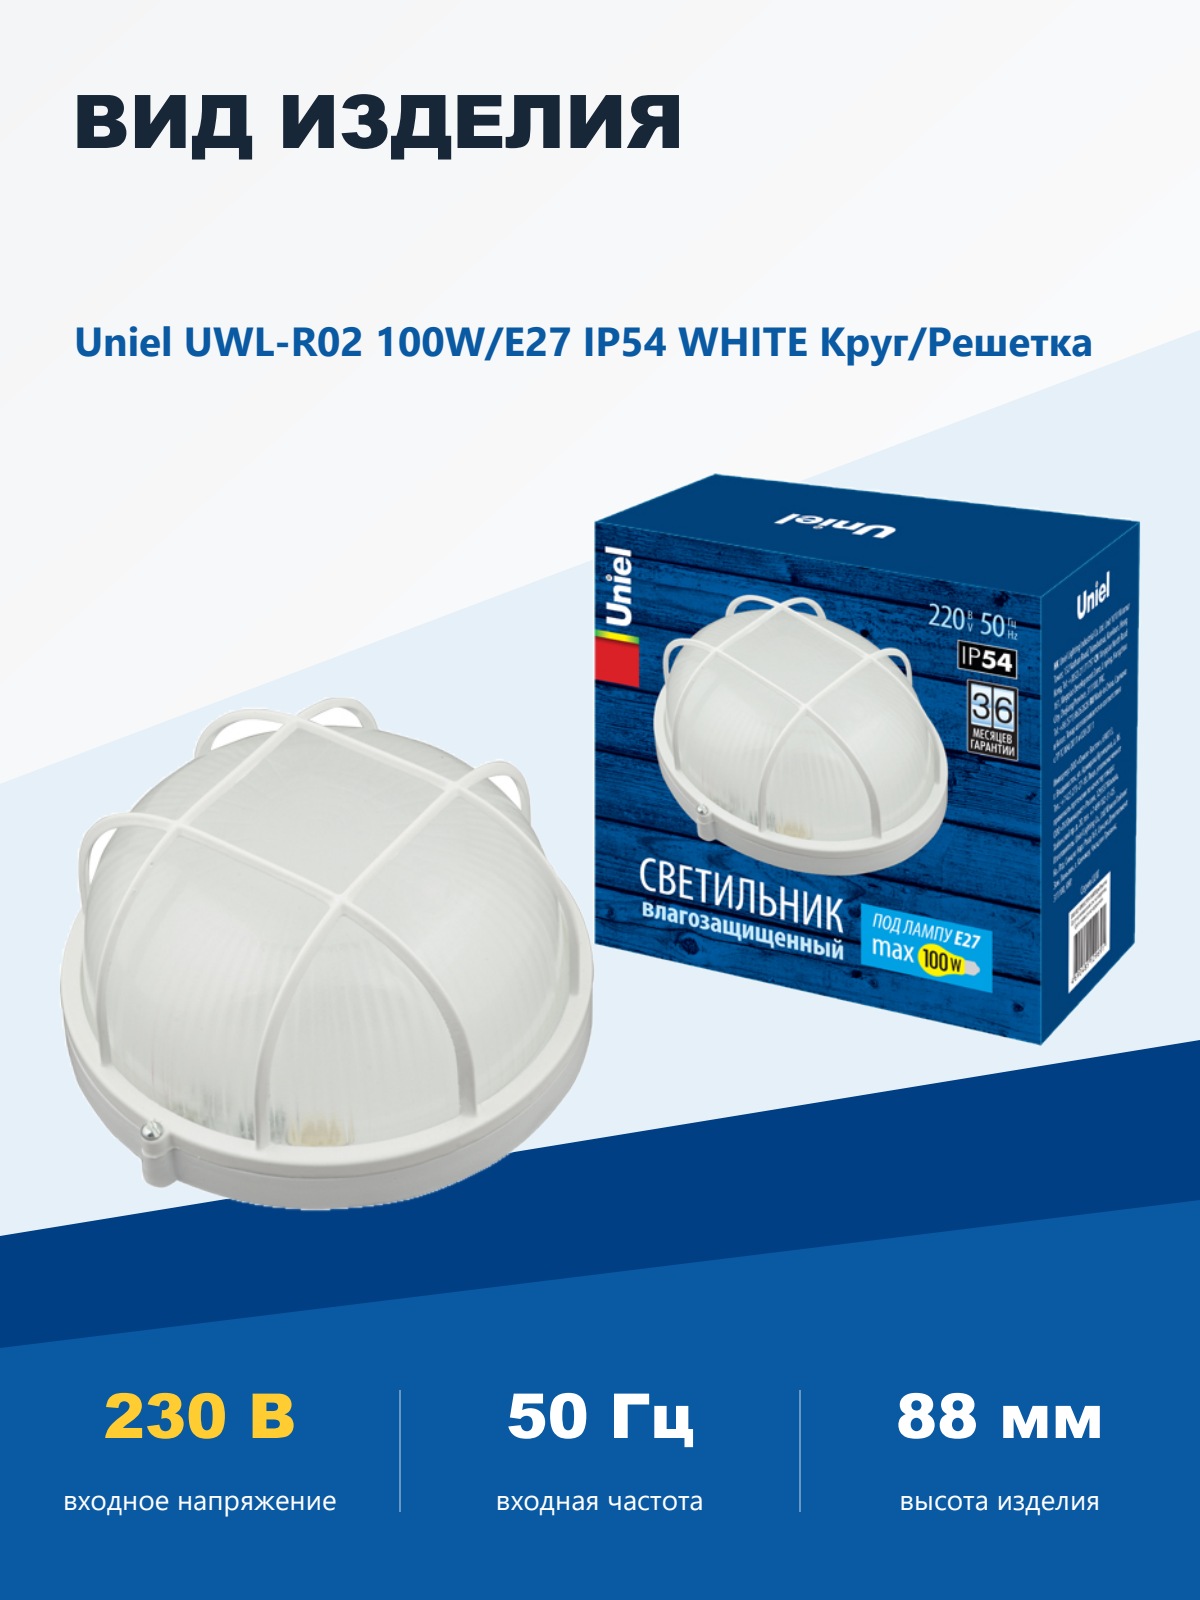 ВИД ИЗДЕЛИЯ
Uniel UWL-R02 100W/E27 IP54 WHITE Круг/Решетка
Uniel
Uniel
Uniel
220 В V 50 Гц Hz
IP54
36
МЕСЯЦЕВ
ГАРАНТИИ
СВЕТИЛЬНИК
влагозащищенный
ПОД ЛАМПУ E27
max 100W
230 В
входное напряжение
50 Гц
входная частота
88 мм
высота изделия